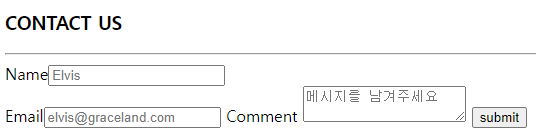 CONTACT US
Name Elvis
Email elvis@graceland.com Comment 메시지를 남겨주세요 submit